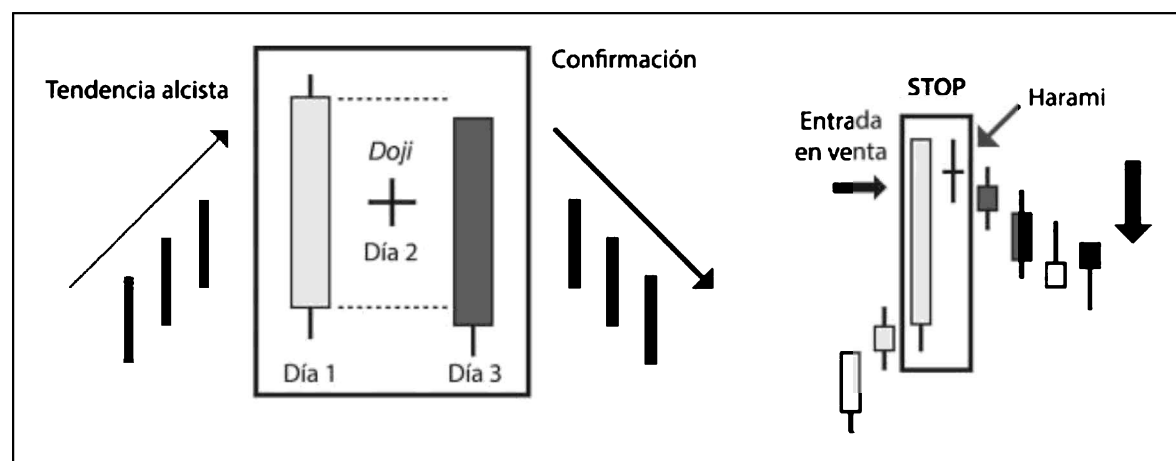 Tendencia alcista
Doji
Día 2
Día 1
Día 3
Confirmación
STOP
Harami
Entrada
en venta